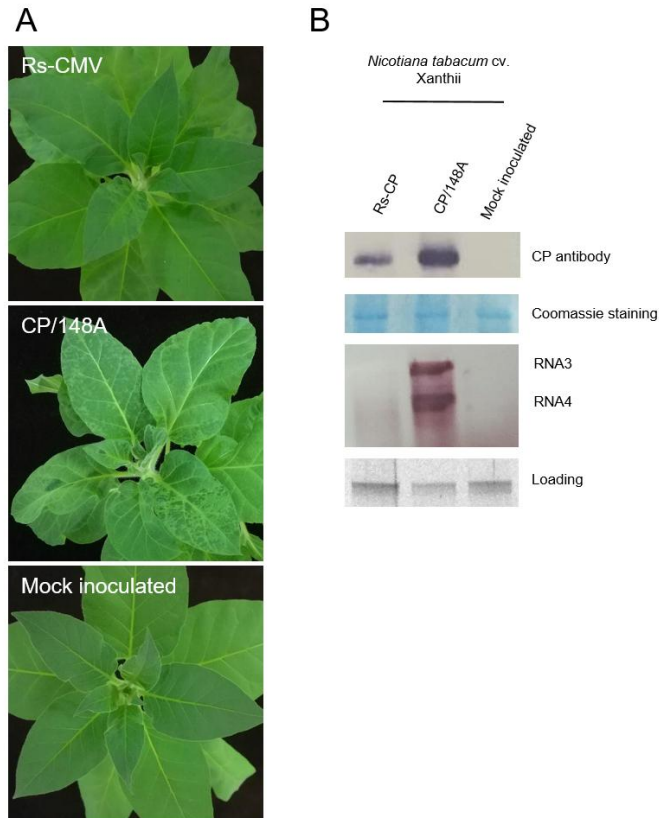 A
Rs-CMV
CP/148A
Mock inoculated
B
Nicotiana tabacum cv.
Xanthii
Rs-CP
CP/148A
Mock inoculated
CP antibody
Coomassie staining
RNA3
RNA4
Loading